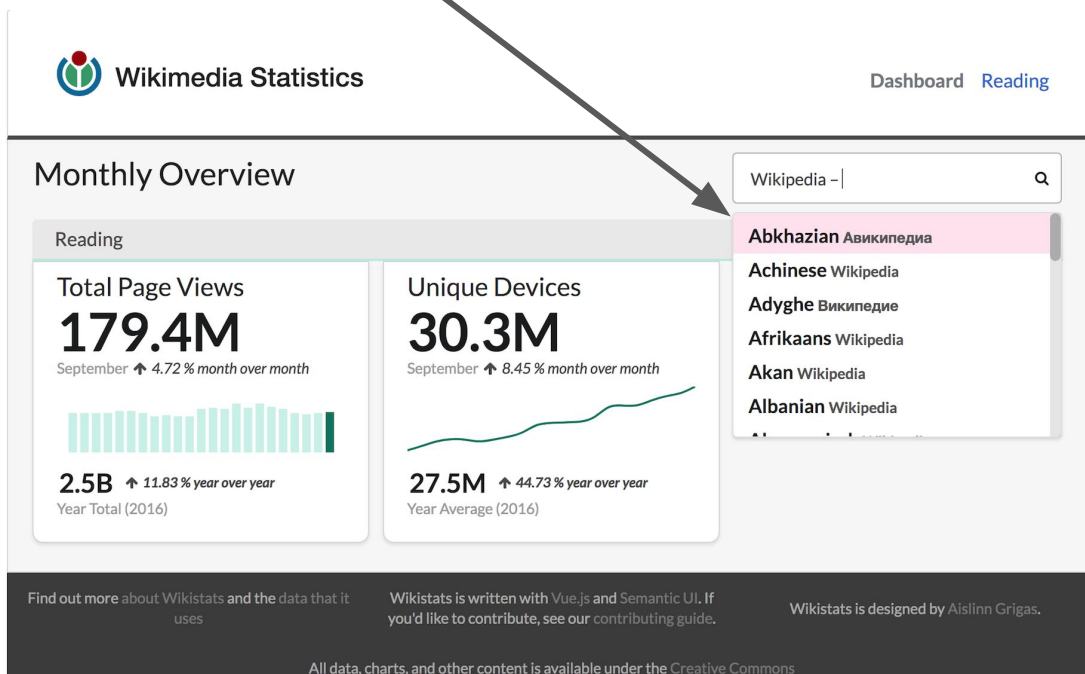 Wikimedia Statistics
Dashboard Reading
Monthly Overview
Wikipedia –
Reading
Total Page Views
179.4M
September ↑ 4.72 % month over month
2.5B ↑ 11.83 % year over year
Year Total (2016)
Unique Devices
30.3M
September ↑ 8.45 % month over month
27.5M ↑ 44.73 % year over year
Year Average (2016)
Abkhazian Авикипедиа
Achinese Wikipedia
Adyghe Википедие
Afrikaans Wikipedia
Akan Wikipedia
Albanian Wikipedia
Find out more about Wikistats and the data that it
uses
Wikistats is written with Vue.js and Semantic UI. If
you'd like to contribute, see our contributing guide.
Wikistats is designed by Aislinn Grigas.
All data, charts, and other content is available under the Creative Commons